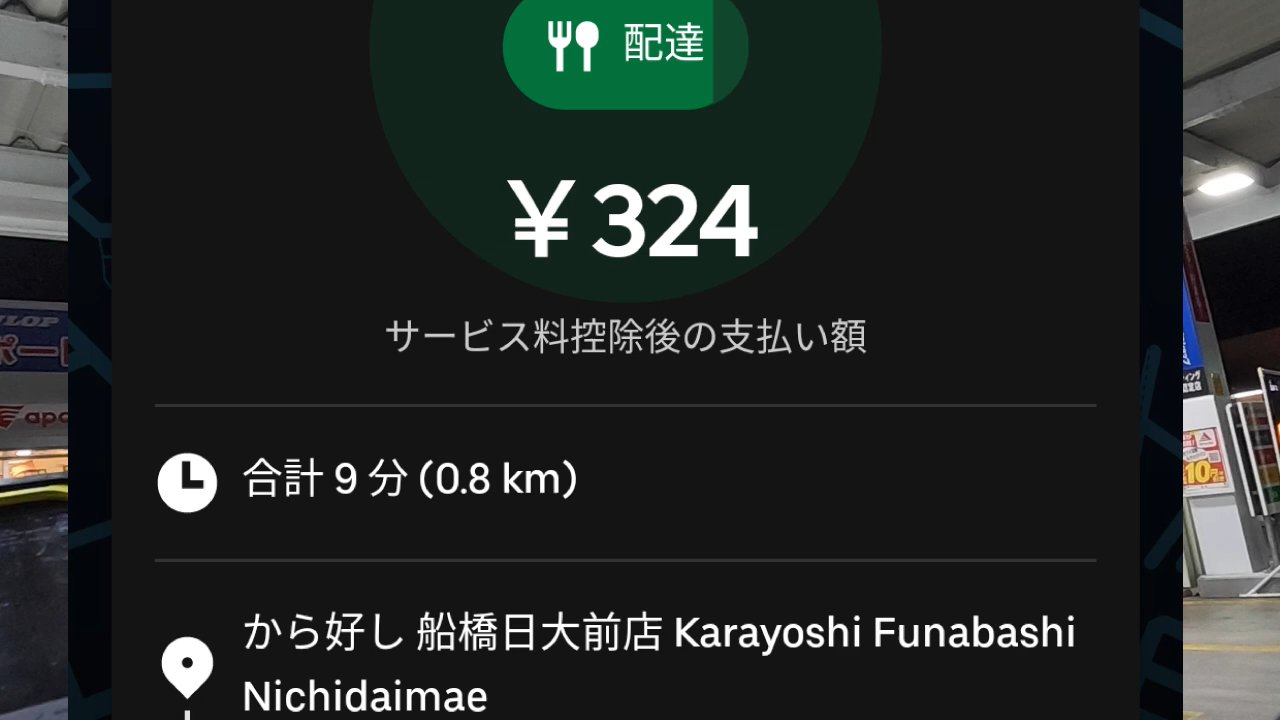 配達
¥324
サービス料控除後の支払い額
合計 9 分 (0.8 km)
から好し 船橋日大前店 Karayoshi Funabashi
Nichidaimae